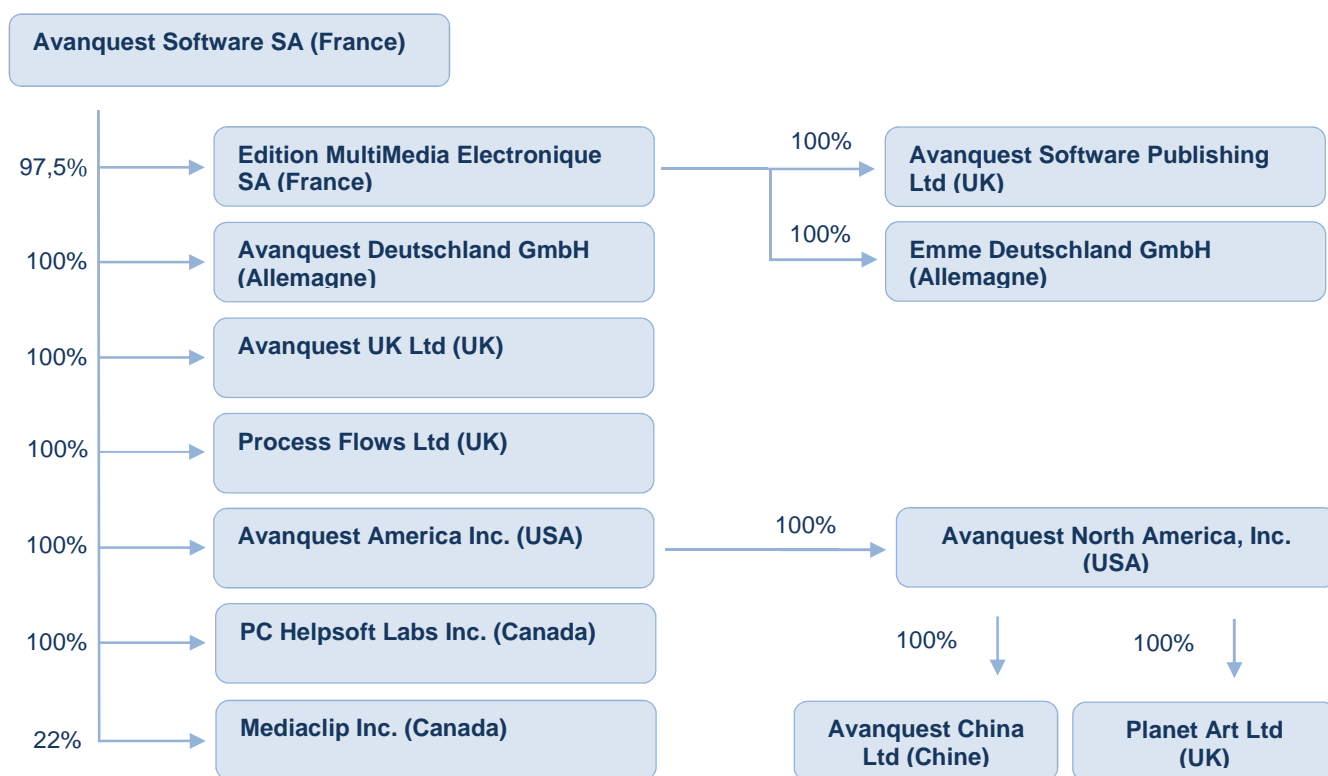 Avanquest Software SA (France)
97,5%
Edition MultiMedia Electronique
SA (France)
100%
Avanquest Software Publishing
Ltd (UK)
100%
Emme Deutschland GmbH
(Allemagne)
100%
Avanquest Deutschland GmbH
(Allemagne)
100%
Avanquest UK Ltd (UK)
100%
Process Flows Ltd (UK)
100%
Avanquest America Inc. (USA)
100%
Avanquest North America, Inc.
(USA)
100%
PC Helpsoft Labs Inc. (Canada)
100%
100%
22%
Mediaclip Inc. (Canada)
Avanquest China
Ltd (Chine)
Planet Art Ltd
(UK)